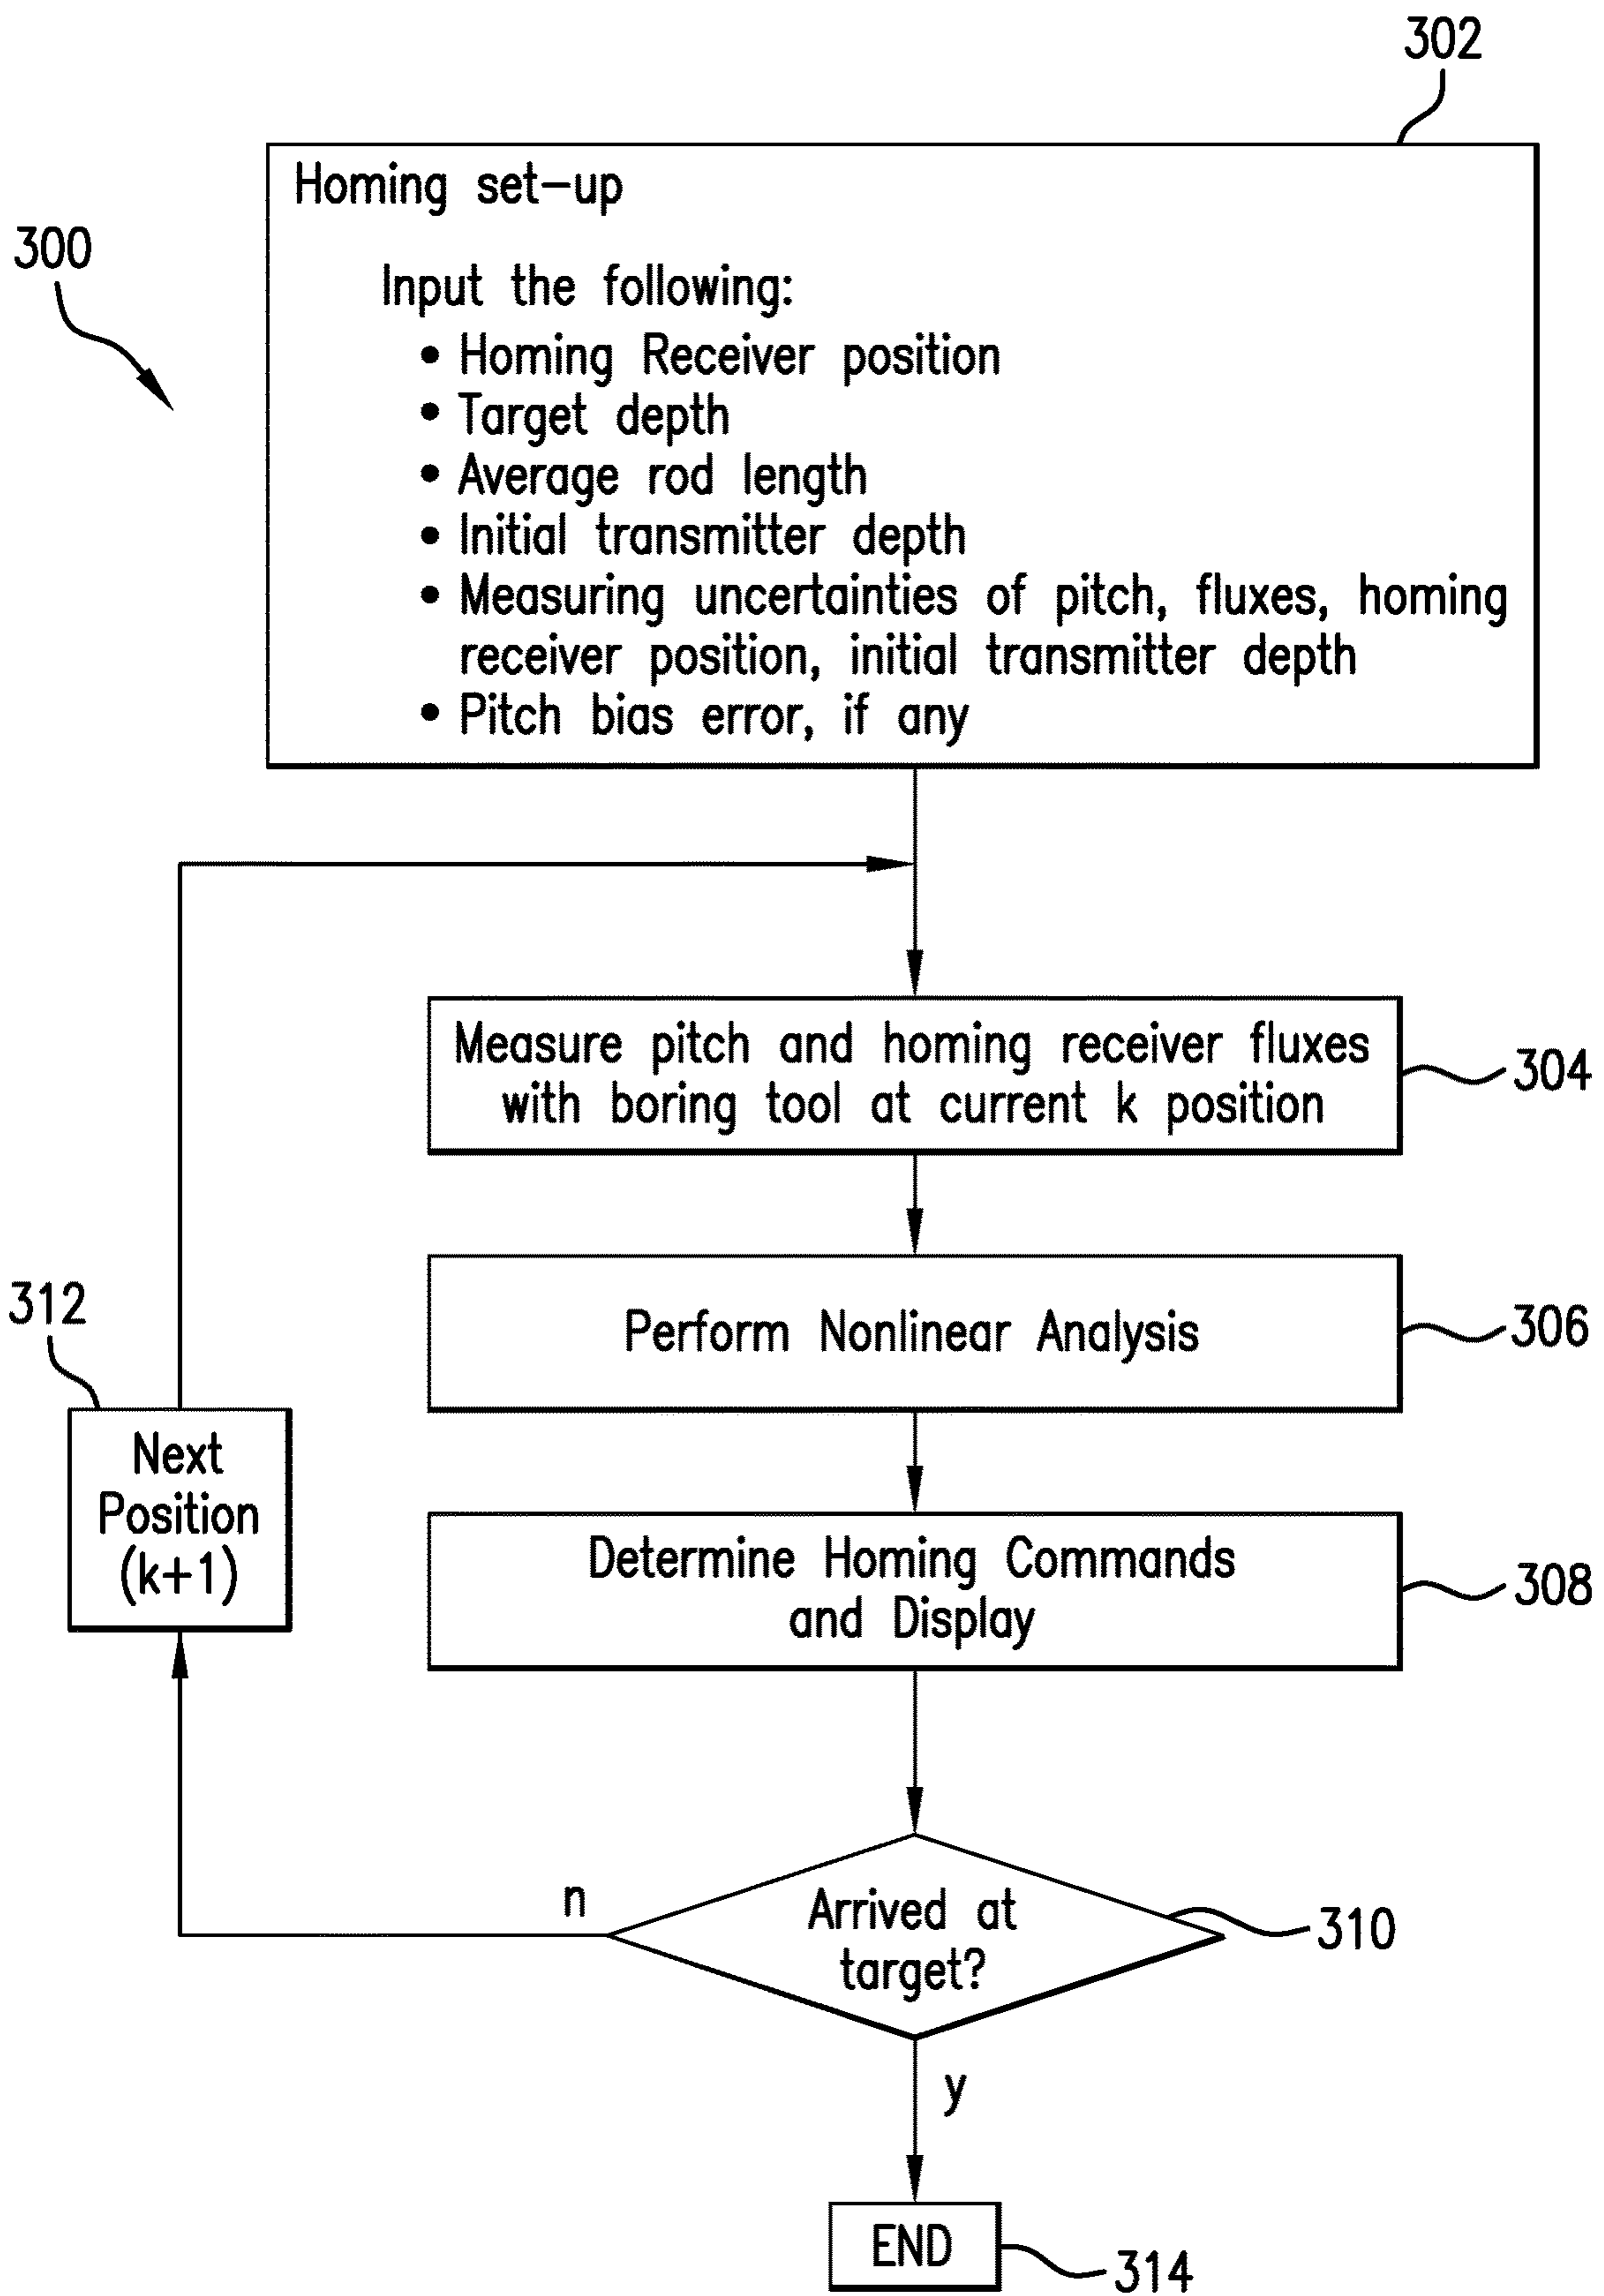 302
300
Homing set-up
Input the following:
• Homing Receiver position
• Target depth
• Average rod length
• Initial transmitter depth
• Measuring uncertainties of pitch, fluxes, homing
receiver position, initial transmitter depth
• Pitch bias error, if any
Measure pitch and homing receiver fluxes
with boring tool at current k position
304
Perform Nonlinear Analysis
306
312
Next
Position
(k+1)
Determine Homing Commands
and Display
308
n
Arrived at
target?
310
y
END
314